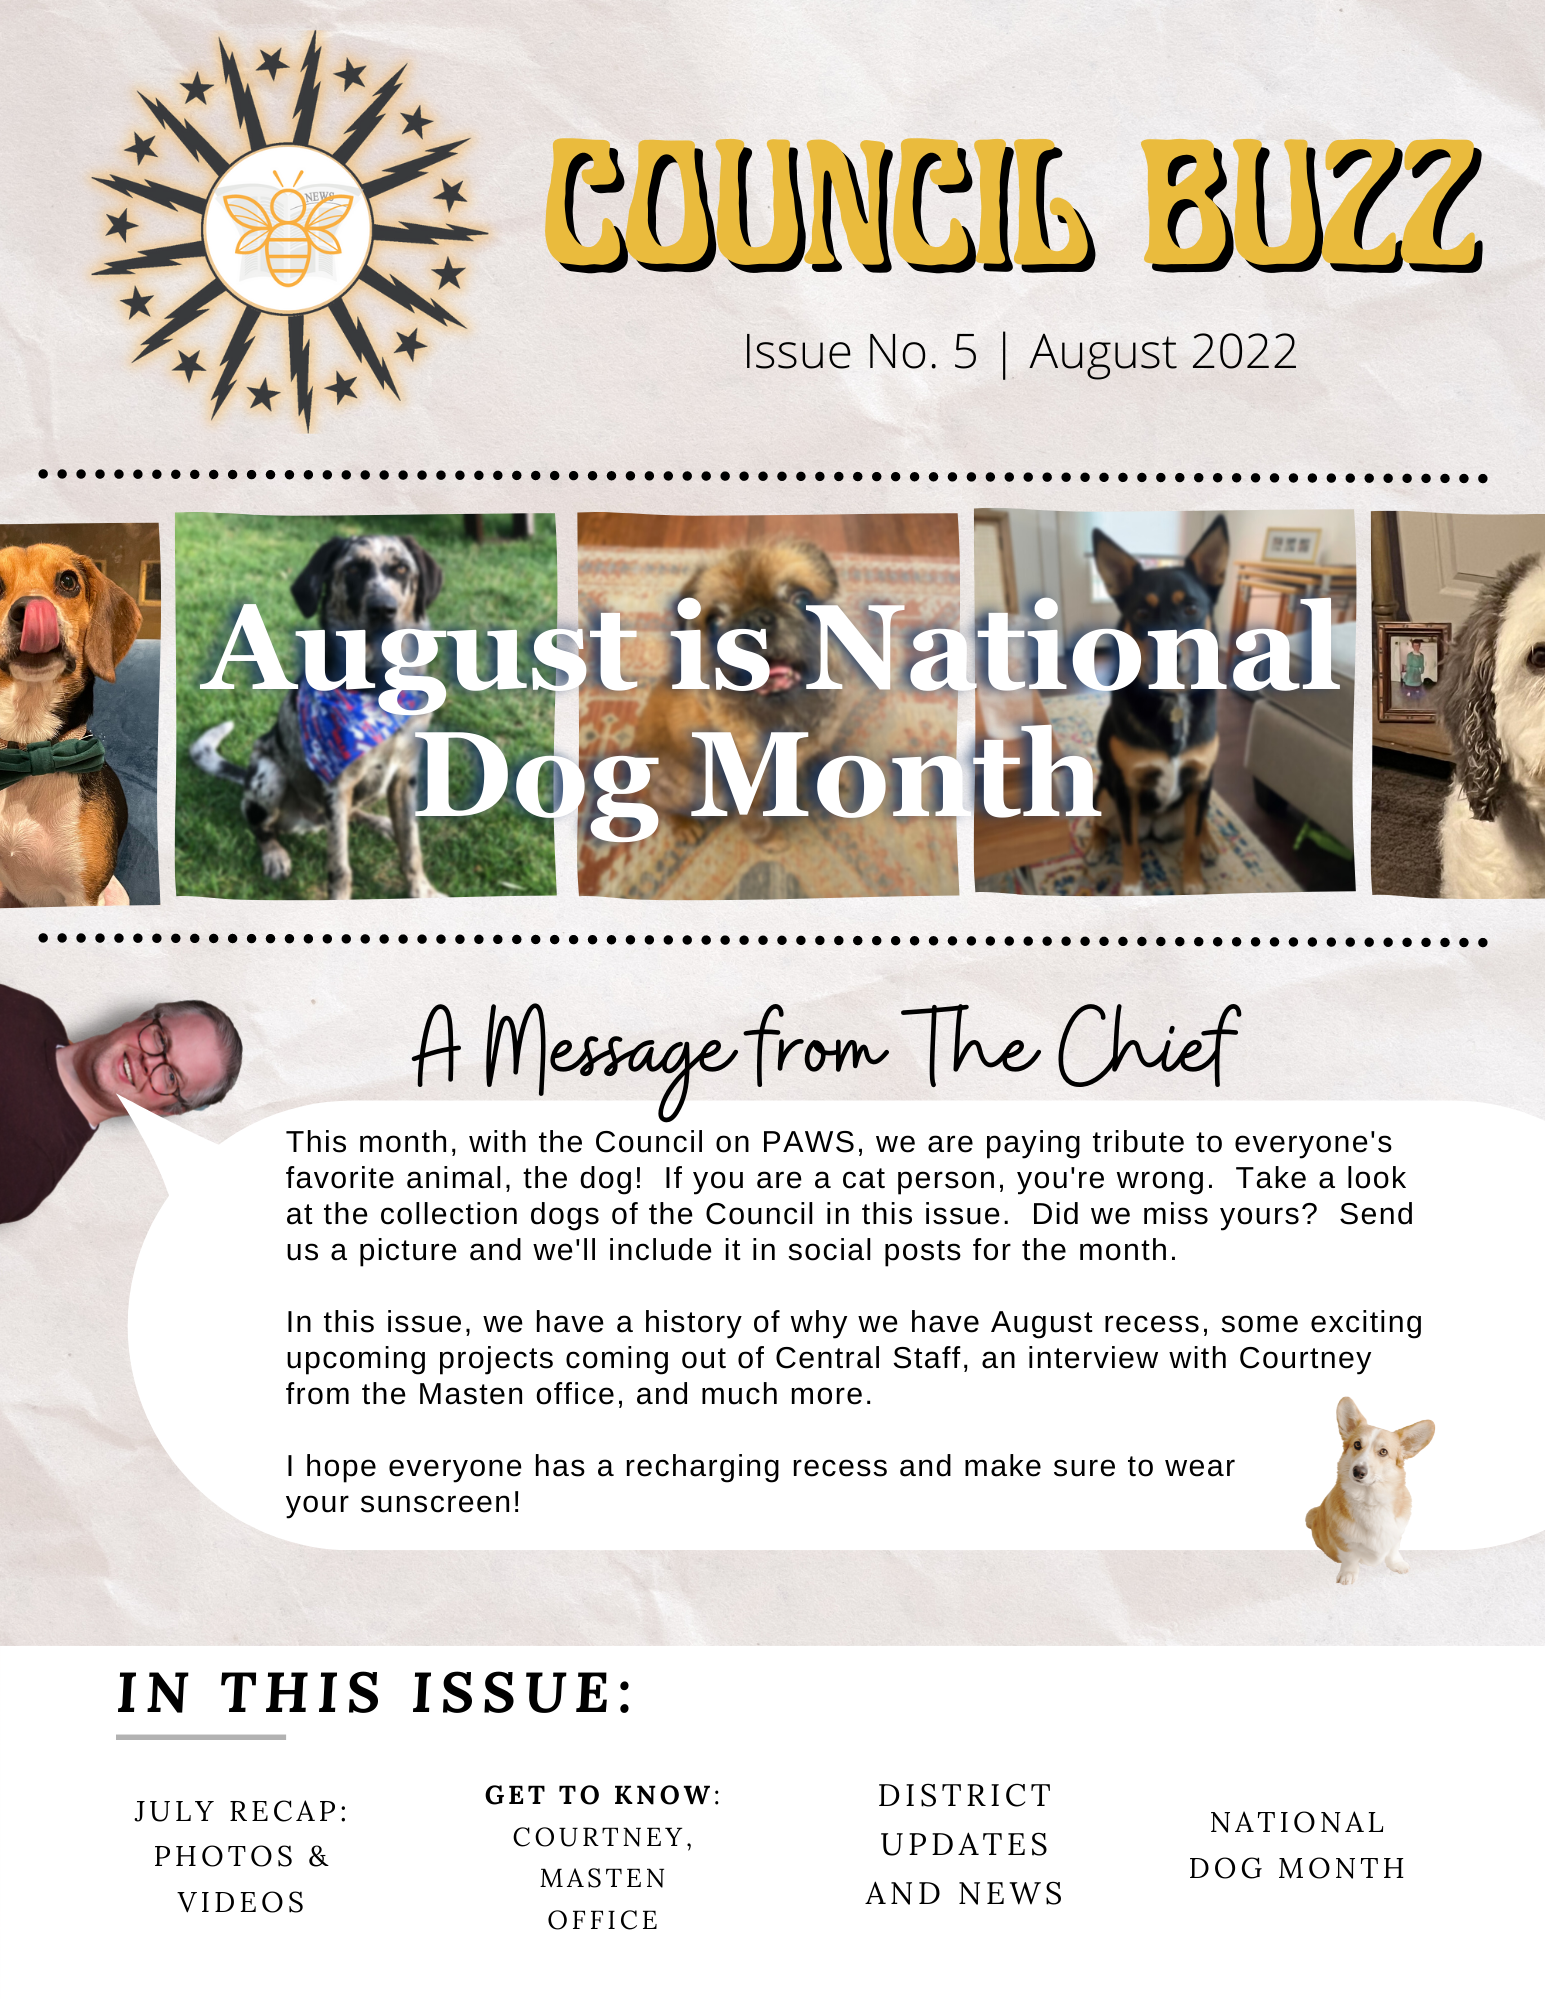 NEWS
COUNCIL BUZZ
Issue No. 5 | August 2022
August is National
Dog Month
A Message from The Chief
This month, with the Council on PAWS, we are paying tribute to everyone's
favorite animal, the dog!  If you are a cat person, you're wrong.  Take a look
at the collection dogs of the Council in this issue.  Did we miss yours?  Send
us a picture and we'll include it in social posts for the month.
In this issue, we have a history of why we have August recess, some exciting
upcoming projects coming out of Central Staff, an interview with Courtney
from the Masten office, and much more.
I hope everyone has a recharging recess and make sure to wear
your sunscreen!
IN THIS ISSUE:
JULY RECAP:
PHOTOS &
VIDEOS
GET TO KNOW:
COURTNEY,
MASTEN
OFFICE
DISTRICT
UPDATES
AND NEWS
NATIONAL
DOG MONTH